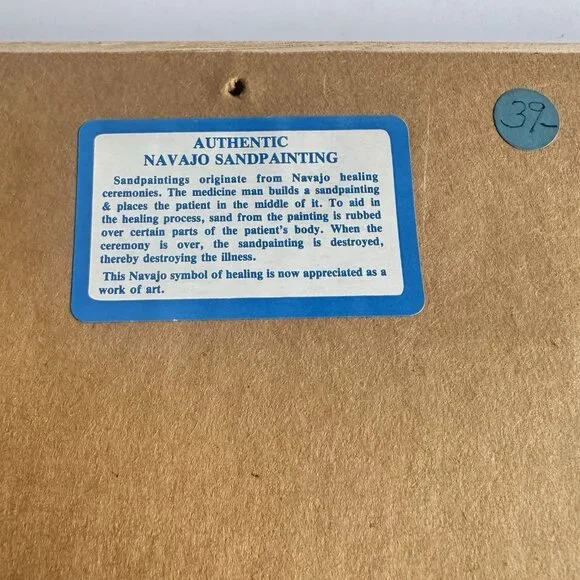 AUTHENTIC
NAVAJO SANDPAINTING
39-
Sandpaintings originate from Navajo healing
ceremonies. The medicine man builds a sandpainting
& places the patient in the middle of it. To aid in
the healing process, sand from the painting is rubbed
over certain parts of the patient's body. When the
ceremony is over, the sandpainting is destroyed,
thereby destroying the illness.
This Navajo symbol of healing is now appreciated as a
work of art.